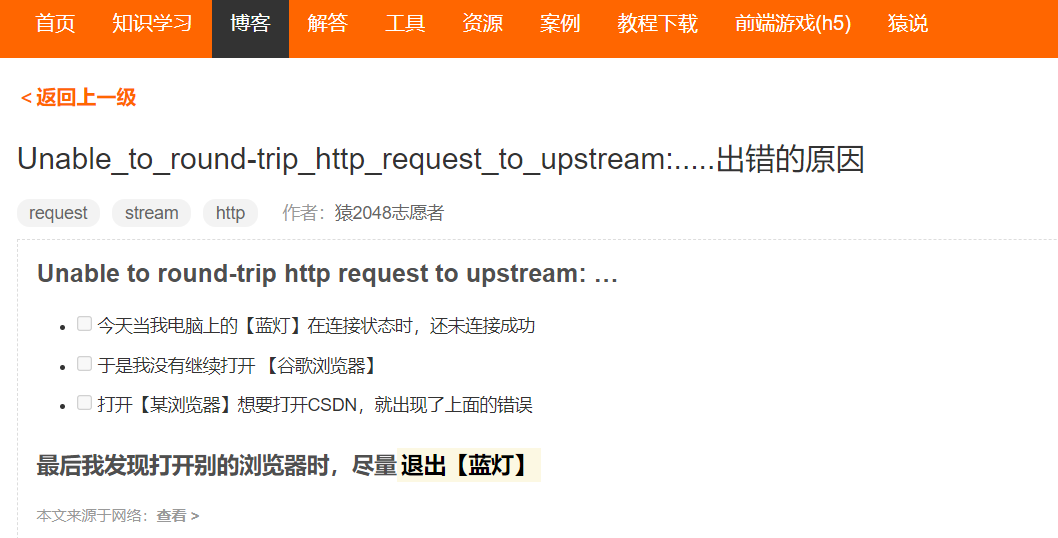 首页 知识学习 博客 解答 工具 资源 案例 教程下载 前端游戏(h5) 猿说
<返回上一级
Unable_to_round-trip_http_request_to_upstream:.....出错的原因
request stream http 作者：猿2048志愿者
Unable to round-trip http request to upstream: …
今天当我电脑上的【蓝灯】在连接状态时，还未连接成功
于是我没有继续打开 【谷歌浏览器】
打开【某浏览器】想要打开CSDN，就出现了上面的错误
最后我发现打开别的浏览器时，尽量退出【蓝灯】
本文来源于网络：查看 >